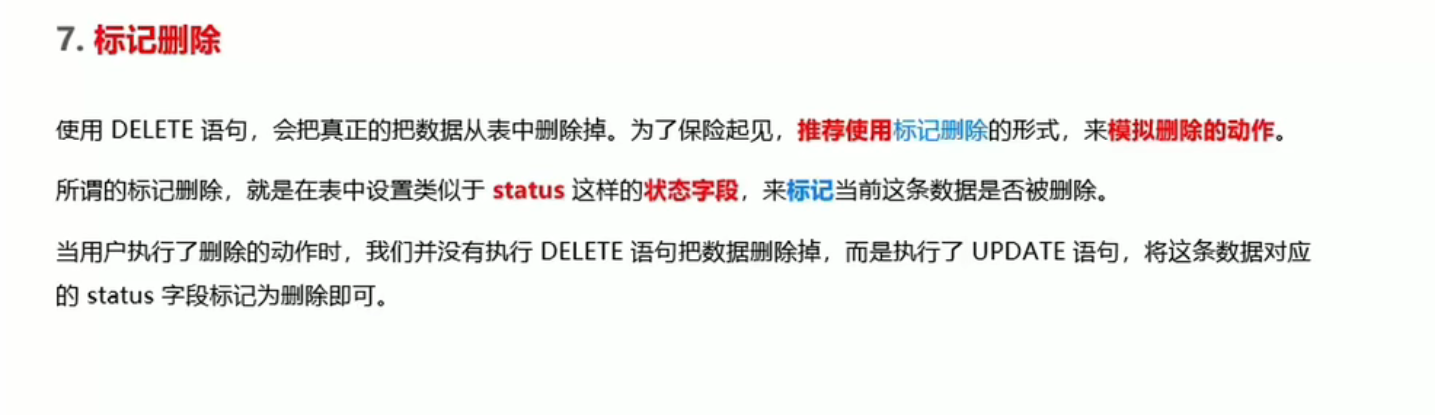 7. 标记删除
使用 DELETE 语句，会把真正的把数据从表中删除掉。为了保险起见，推荐使用标记删除的形式，来模拟删除的动作。
所谓的标记删除，就是在表中设置类似于 status 这样的状态字段，来标记当前这条数据是否被删除。
当用户执行了删除的动作时，我们并没有执行 DELETE 语句把数据删除掉，而是执行了 UPDATE 语句，将这条数据对应
的 status 字段标记为删除即可。